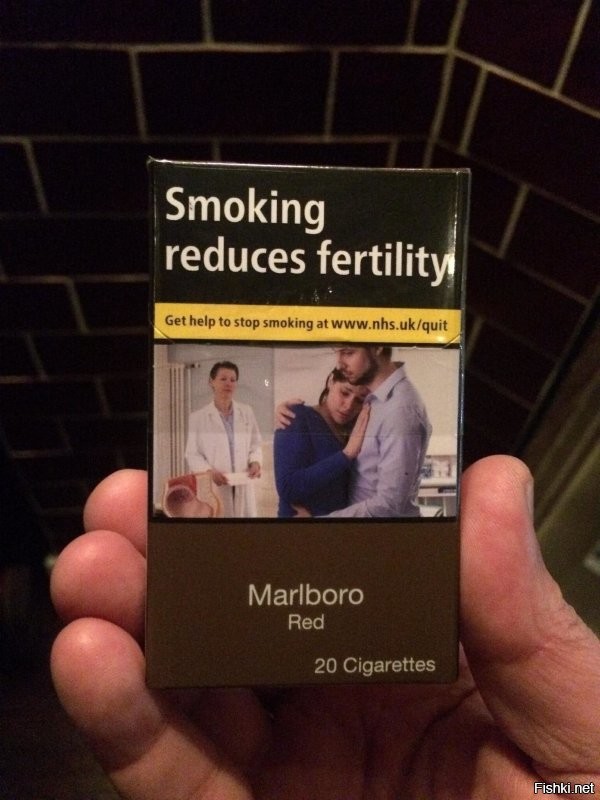 Smoking
reduces fertility
Get help to stop smoking at www.nhs.uk/quit
Marlboro
Red
20 Cigarettes
Fishki.net